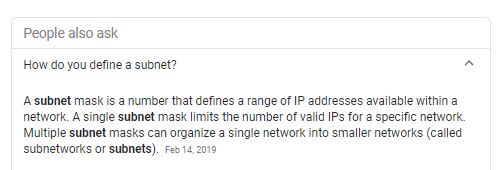 People also ask
How do you define a subnet?
A subnet mask is a number that defines a range of IP addresses available within a
network. A single subnet mask limits the number of valid IPs for a specific network.
Multiple subnet masks can organize a single network into smaller networks (called
subnetworks or subnets). Feb 14, 2019